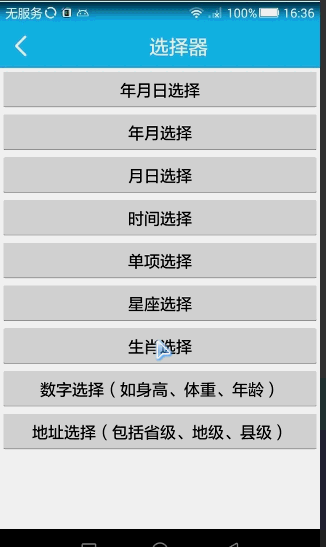 无服务 100% 16:36
选择器
年月日选择
年月选择
月日选择
时间选择
单项选择
星座选择
生肖选择
数字选择（如身高、体重、年龄）
地址选择（包括省级、地级、县级）